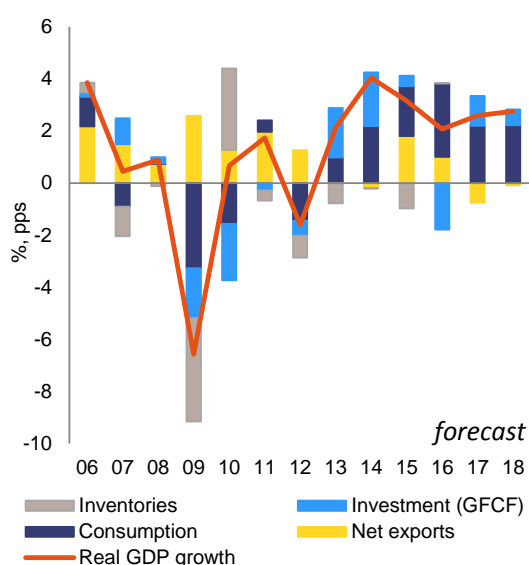 6
4
2
0
-2
-4
-6
-8
-10
%, pps
forecast
06 07 08 09 10 11 12 13 14 15 16 17 18
Inventories Investment (GFCF)
Consumption Net exports
Real GDP growth